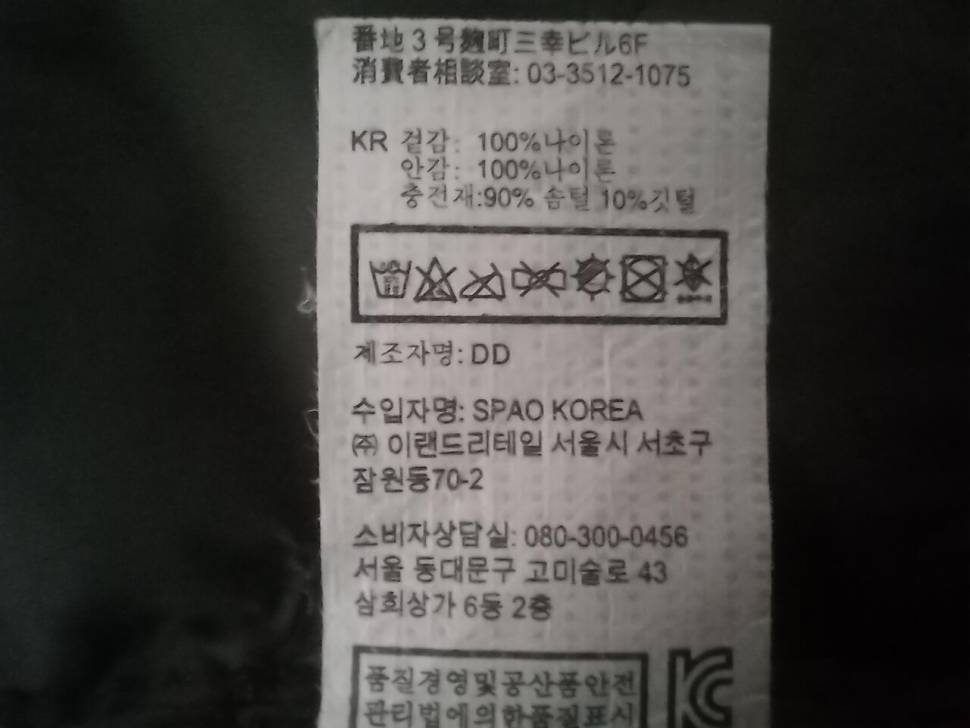 番地3号麹町三幸ビル6F
消費者相談室: 03-3512-1075
KR 겉감: 100%나이론
안감: 100%나이론
충전재:90% 솜털 10%깃털
제조자명: DD
수입자명: SPAO KOREA
㈜ 이랜드리테일 서울시 서초구
잠원동70-2
소비자상담실: 080-300-0456
서울 동대문구 고미술로 43
삼희상가 6동 2층
품질경영및공산품안전
관리법에의한품질표시